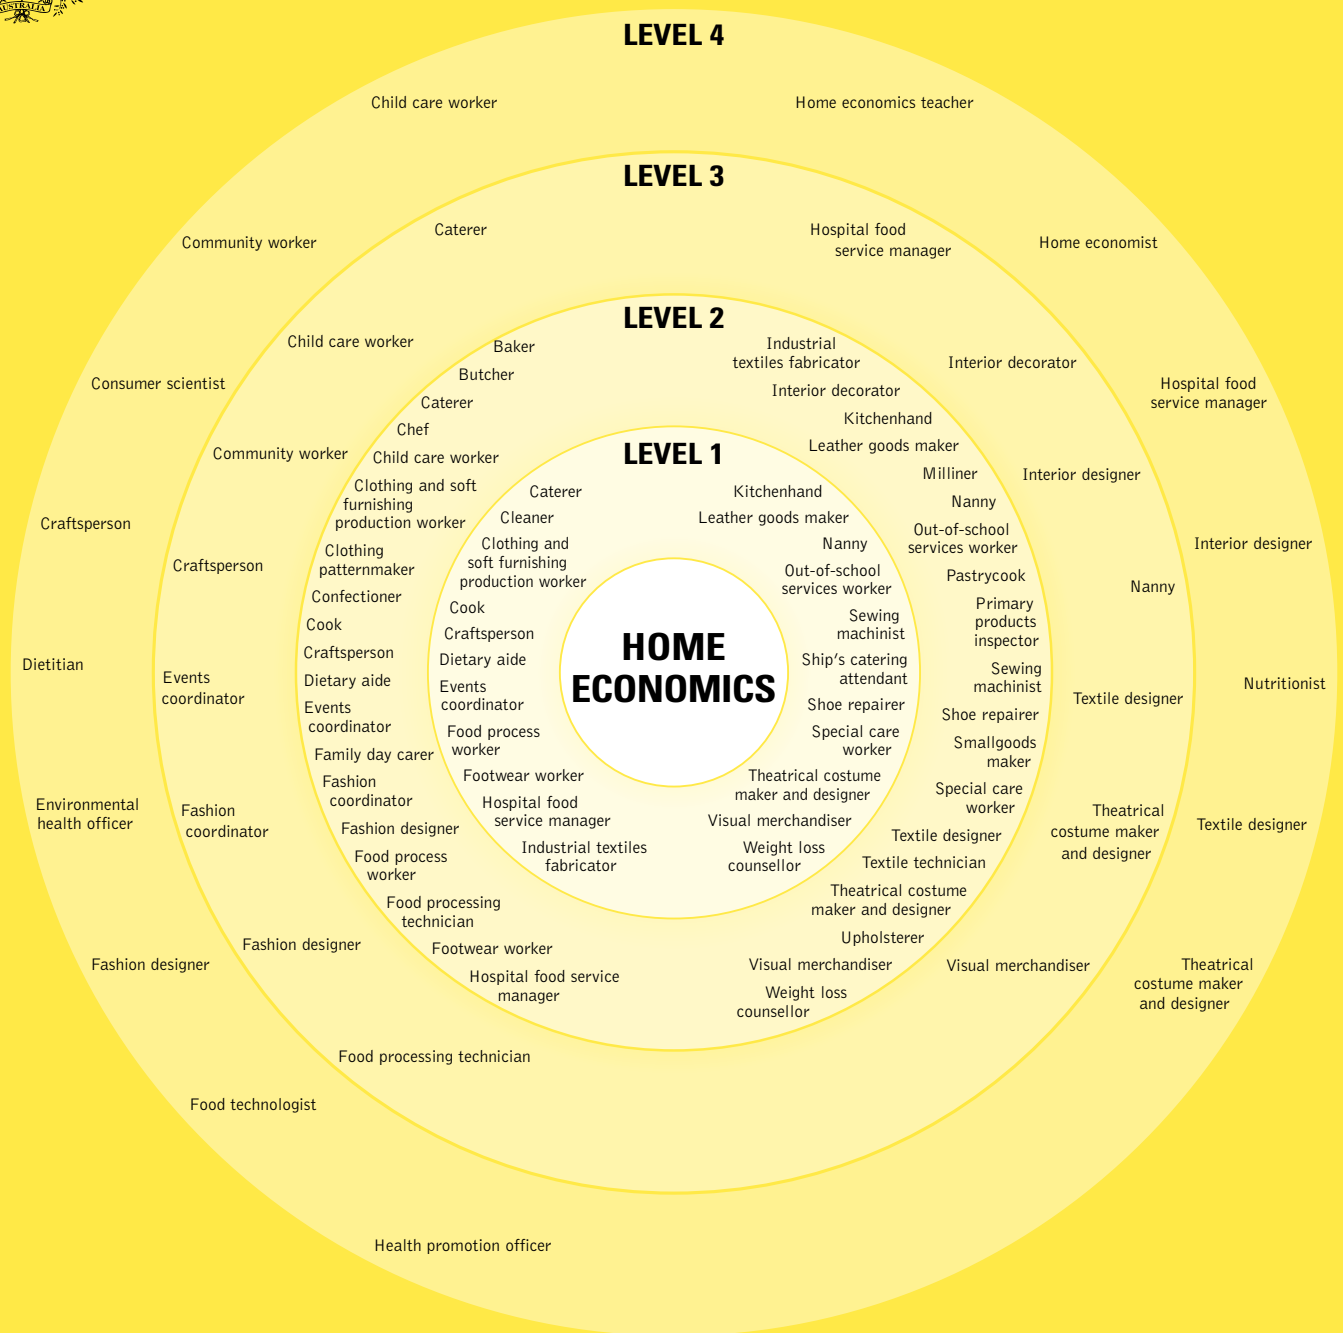 AUSTRALIA
LEVEL 4
Child care worker
Home economics teacher
Community worker
Home economist
Consumer scientist
Hospital food
service manager
Craftsperson
Interior designer
Dietitian
Nutritionist
Environmental
health officer
Textile designer
Fashion designer
Theatrical
costume maker
and designer
Food technologist
Health promotion officer
LEVEL 3
Caterer
Hospital food
service manager
Child care worker
Interior decorator
Community worker
Interior designer
Craftsperson
Nanny
Events
coordinator
Textile designer
Fashion
coordinator
Theatrical
costume maker
and designer
Fashion designer
Visual merchandiser
Food processing technician
LEVEL 2
Baker
Butcher
Caterer
Chef
Child care worker
Clothing and soft
furnishing
production worker
Clothing
patternmaker
Confectioner
Cook
Craftsperson
Dietary aide
Events
coordinator
Family day carer
Fashion
coordinator
Fashion designer
Food process
worker
Food processing
technician
Footwear worker
Hospital food service
manager
Industrial
textiles fabricator
Interior decorator
Kitchenhand
Leather goods maker
Milliner
Nanny
Out-of-school
services worker
Pastrycook
Primary
products
inspector
Sewing
machinist
Shoe repairer
Smallgoods
maker
Special care
worker
Textile designer
Textile technician
Theatrical costume
maker and designer
Upholsterer
Visual merchandiser
Weight loss
counsellor
LEVEL 1
Caterer
Cleaner
Clothing and
soft furnishing
production worker
Cook
Craftsperson
Dietary aide
Events
coordinator
Food process
worker
Footwear worker
Hospital food
service manager
Industrial textiles
fabricator
Kitchenhand
Leather goods maker
Nanny
Out-of-school
services worker
Sewing
machinist
Ship's catering
attendant
Shoe repairer
Special care
worker
Theatrical costume
maker and designer
Visual merchandiser
Weight loss
counsellor
HOME
ECONOMICS